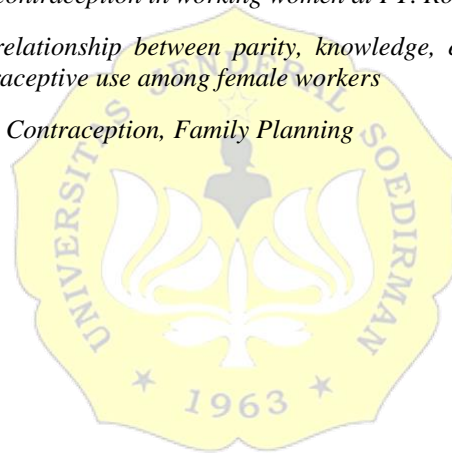 contraception in working women at PT. Ro
relationship between parity, knowledge, e
raceptive use among female workers
Contraception, Family Planning
UNIVERSITAS JENDERAL SOEDIRMAN
★ 1963 ★